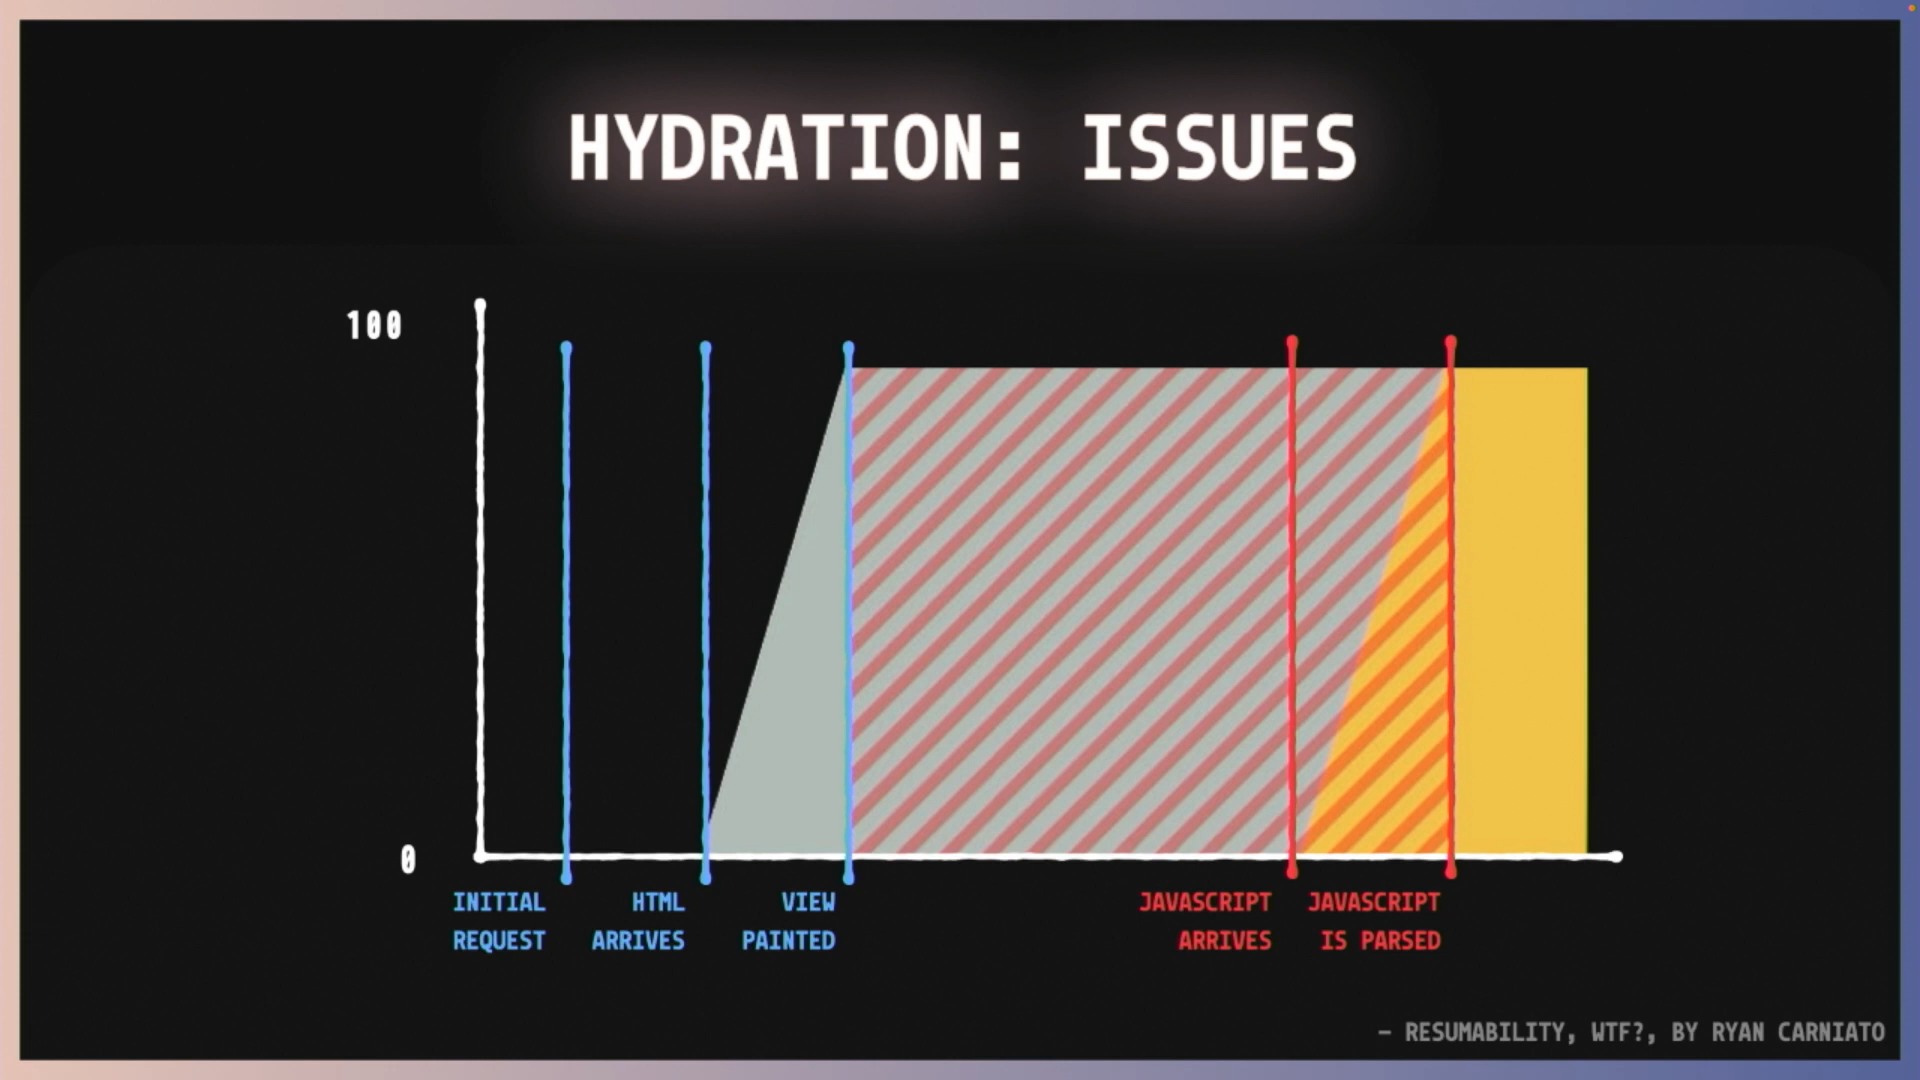 HYDRATION: ISSUES
100
0
INITIAL
REQUEST
HTML
ARRIVES
VIEW
PAINTED
JAVASCRIPT
ARRIVES
JAVASCRIPT
IS PARSED
– RESUMABILITY, WTF?, BY RYAN CARNIATO